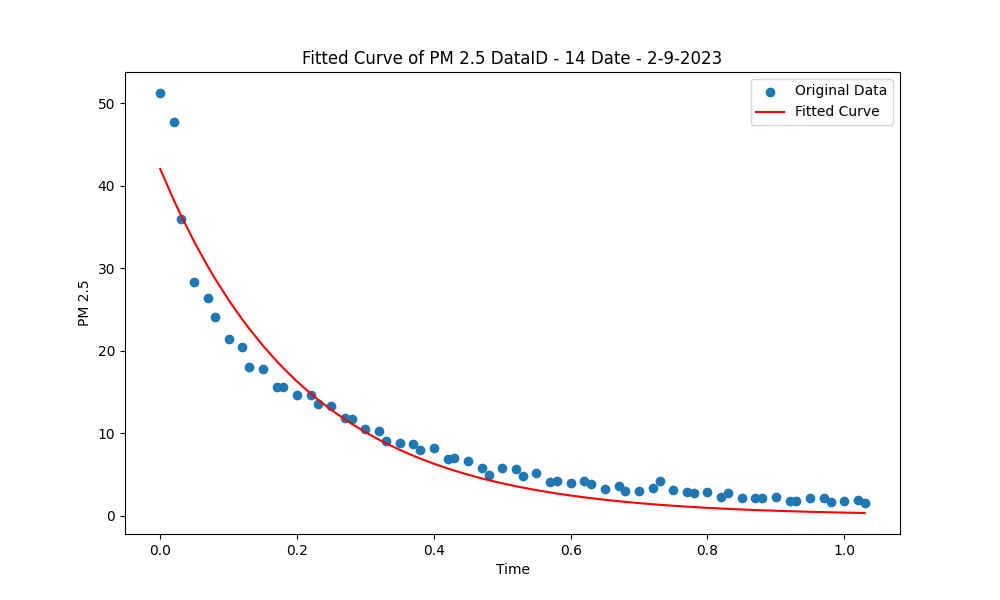 Fitted Curve of PM 2.5 DataID - 14 Date - 2-9-2023
Original Data
Fitted Curve
PM 2.5
50
40
30
20
10
0
0.0 0.2 0.4 0.6 0.8 1.0
Time